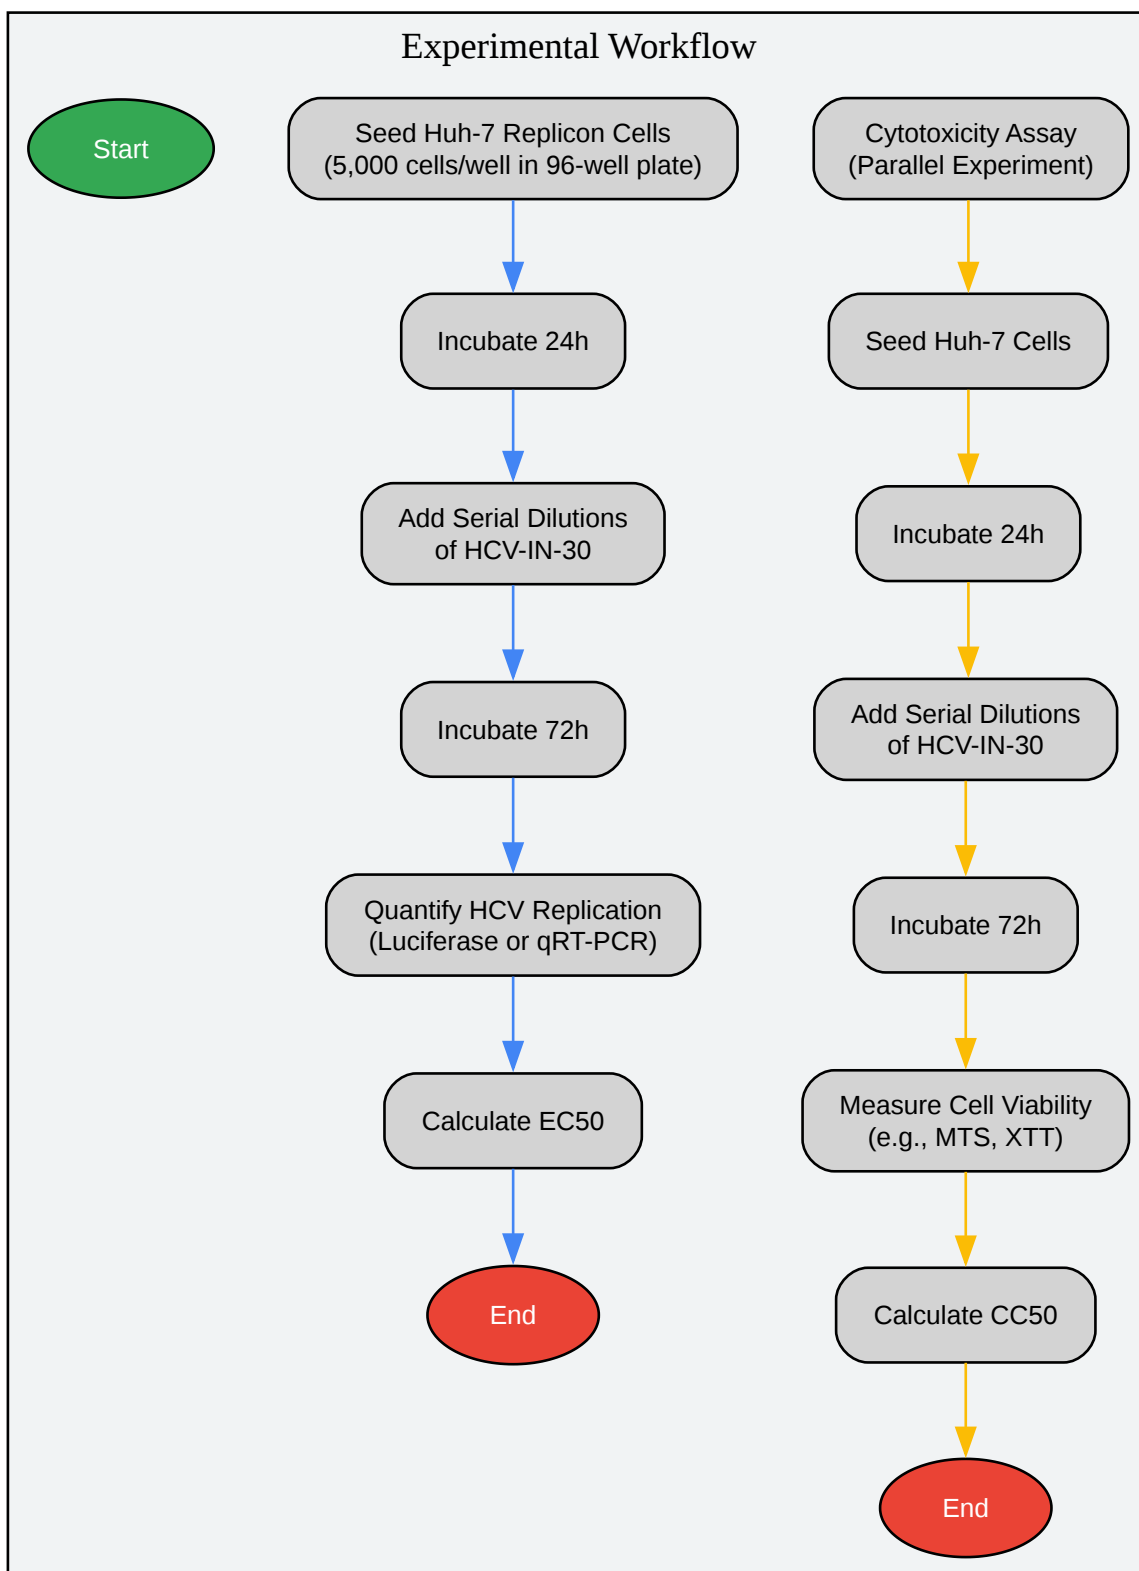 Experimental Workflow
Start
Seed Huh-7 Replicon Cells
(5,000 cells/well in 96-well plate)
Incubate 24h
Add Serial Dilutions
of HCV-IN-30
Incubate 72h
Quantify HCV Replication
(Luciferase or qRT-PCR)
Calculate EC50
End
Cytotoxicity Assay
(Parallel Experiment)
Seed Huh-7 Cells
Incubate 24h
Add Serial Dilutions
of HCV-IN-30
Incubate 72h
Measure Cell Viability
(e.g., MTS, XTT)
Calculate CC50
End